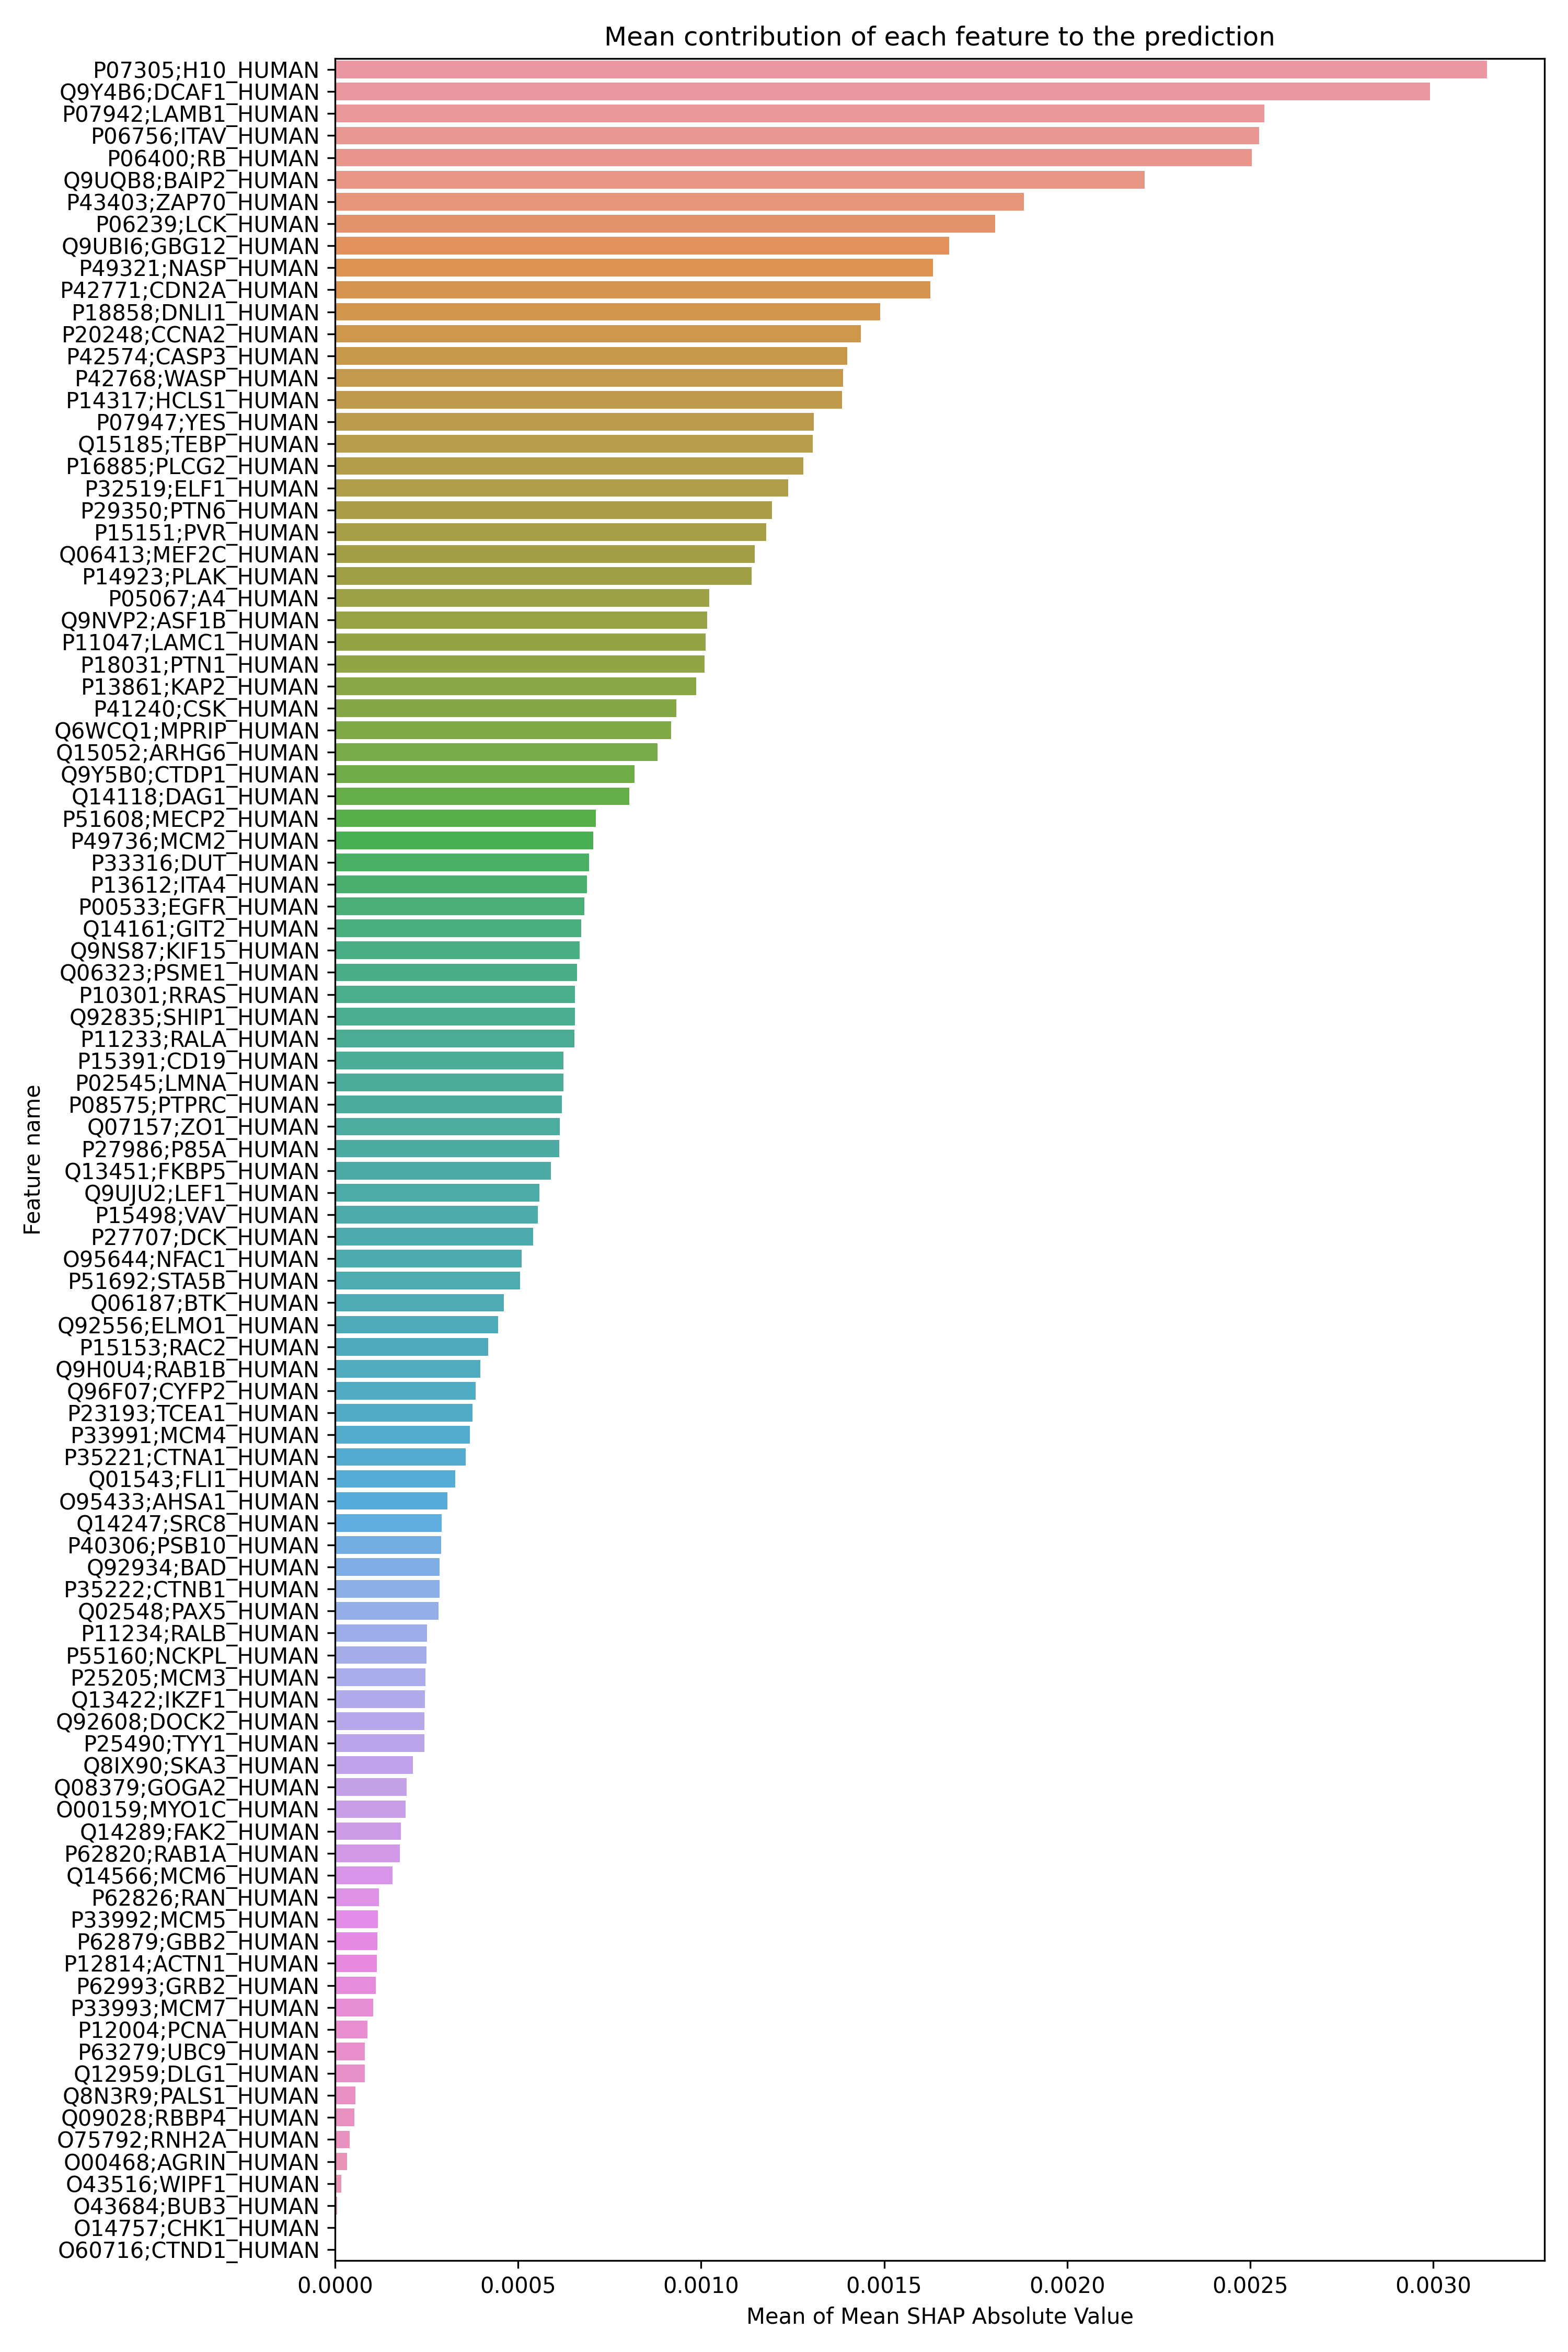 Mean contribution of each feature to the prediction
P07305;H10_HUMAN
Q9Y4B6;DCAF1_HUMAN
P07942;LAMB1_HUMAN
P06756;ITAV_HUMAN
P06400;RB_HUMAN
Q9UQB8;BAIP2_HUMAN
P43403;ZAP70_HUMAN
P06239;LCK_HUMAN
Q9UBI6;GBG12_HUMAN
P49321;NASP_HUMAN
P42771;CDN2A_HUMAN
P18858;DNLI1_HUMAN
P20248;CCNA2_HUMAN
P42574;CASP3_HUMAN
P42768;WASP_HUMAN
P14317;HCLS1_HUMAN
P07947;YES_HUMAN
Q15185;TEBP_HUMAN
P16885;PLCG2_HUMAN
P32519;ELF1_HUMAN
P29350;PTN6_HUMAN
P15151;PVR_HUMAN
Q06413;MEF2C_HUMAN
P14923;PLAK_HUMAN
P05067;A4_HUMAN
Q9NVP2;ASF1B_HUMAN
P11047;LAMC1_HUMAN
P18031;PTN1_HUMAN
P13861;KAP2_HUMAN
P41240;CSK_HUMAN
Q6WCQ1;MPRIP_HUMAN
Q15052;ARHG6_HUMAN
Q9Y5B0;CTDP1_HUMAN
Q14118;DAG1_HUMAN
P51608;MECP2_HUMAN
P49736;MCM2_HUMAN
P33316;DUT_HUMAN
P13612;ITA4_HUMAN
P00533;EGFR_HUMAN
Q14161;GIT2_HUMAN
Q9NS87;KIF15_HUMAN
Q06323;PSME1_HUMAN
P10301;RRAS_HUMAN
Q92835;SHIP1_HUMAN
P11233;RALA_HUMAN
P15391;CD19_HUMAN
P02545;LMNA_HUMAN
P08575;PTPRC_HUMAN
Q07157;ZO1_HUMAN
P27986;P85A_HUMAN
Q13451;FKBP5_HUMAN
Q9UJU2;LEF1_HUMAN
P15498;VAV_HUMAN
P27707;DCK_HUMAN
O95644;NFAC1_HUMAN
P51692;STA5B_HUMAN
Q06187;BTK_HUMAN
Q92556;ELMO1_HUMAN
P15153;RAC2_HUMAN
Q9H0U4;RAB1B_HUMAN
Q96F07;CYFP2_HUMAN
P23193;TCEA1_HUMAN
P33991;MCM4_HUMAN
P35221;CTNA1_HUMAN
Q01543;FLI1_HUMAN
O95433;AHSA1_HUMAN
Q14247;SRC8_HUMAN
P40306;PSB10_HUMAN
Q92934;BAD_HUMAN
P35222;CTNB1_HUMAN
Q02548;PAX5_HUMAN
P11234;RALB_HUMAN
P55160;NCKPL_HUMAN
P25205;MCM3_HUMAN
Q13422;IKZF1_HUMAN
Q92608;DOCK2_HUMAN
P25490;TYY1_HUMAN
Q8IX90;SKA3_HUMAN
Q08379;GOGA2_HUMAN
O00159;MYO1C_HUMAN
Q14289;FAK2_HUMAN
P62820;RAB1A_HUMAN
Q14566;MCM6_HUMAN
P62826;RAN_HUMAN
P33992;MCM5_HUMAN
P62879;GBB2_HUMAN
P12814;ACTN1_HUMAN
P62993;GRB2_HUMAN
P33993;MCM7_HUMAN
P12004;PCNA_HUMAN
P63279;UBC9_HUMAN
Q12959;DLG1_HUMAN
Q8N3R9;PALS1_HUMAN
Q09028;RBBP4_HUMAN
O75792;RNH2A_HUMAN
O00468;AGRIN_HUMAN
O43516;WIPF1_HUMAN
O43684;BUB3_HUMAN
O14757;CHK1_HUMAN
O60716;CTND1_HUMAN
Feature name
0.0000 0.0005 0.0010 0.0015 0.0020 0.0025 0.0030
Mean of Mean SHAP Absolute Value